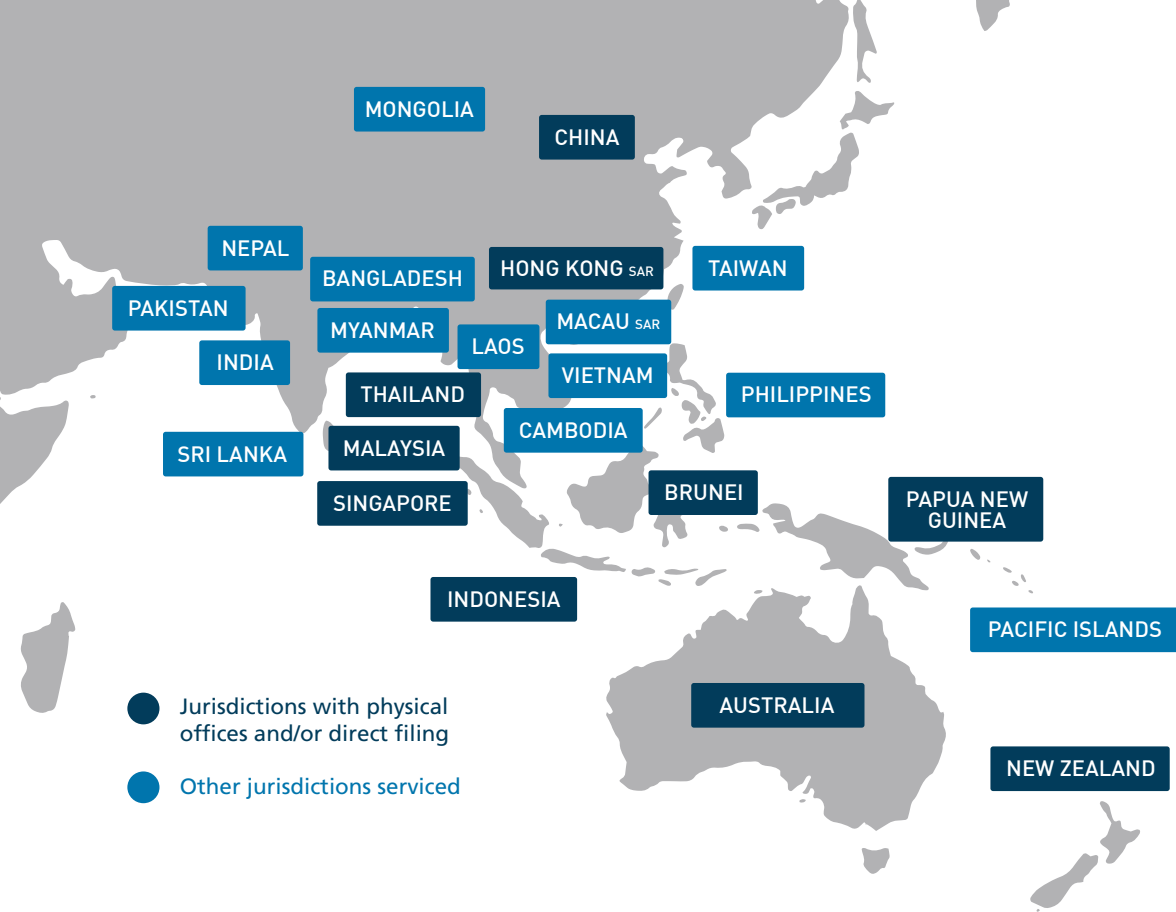 MONGOLIA
CHINA
NEPAL
BANGLADESH
HONG KONG SAR
TAIWAN
PAKISTAN
MYANMAR
LAOS
MACAU SAR
INDIA
VIETNAM
THAILAND
PHILIPPINES
CAMBODIA
SRI LANKA
MALAYSIA
SINGAPORE
BRUNEI
PAPUA NEW
GUINEA
INDONESIA
PACIFIC ISLANDS
Jurisdictions with physical
offices and/or direct filing
AUSTRALIA
NEW ZEALAND
Other jurisdictions serviced